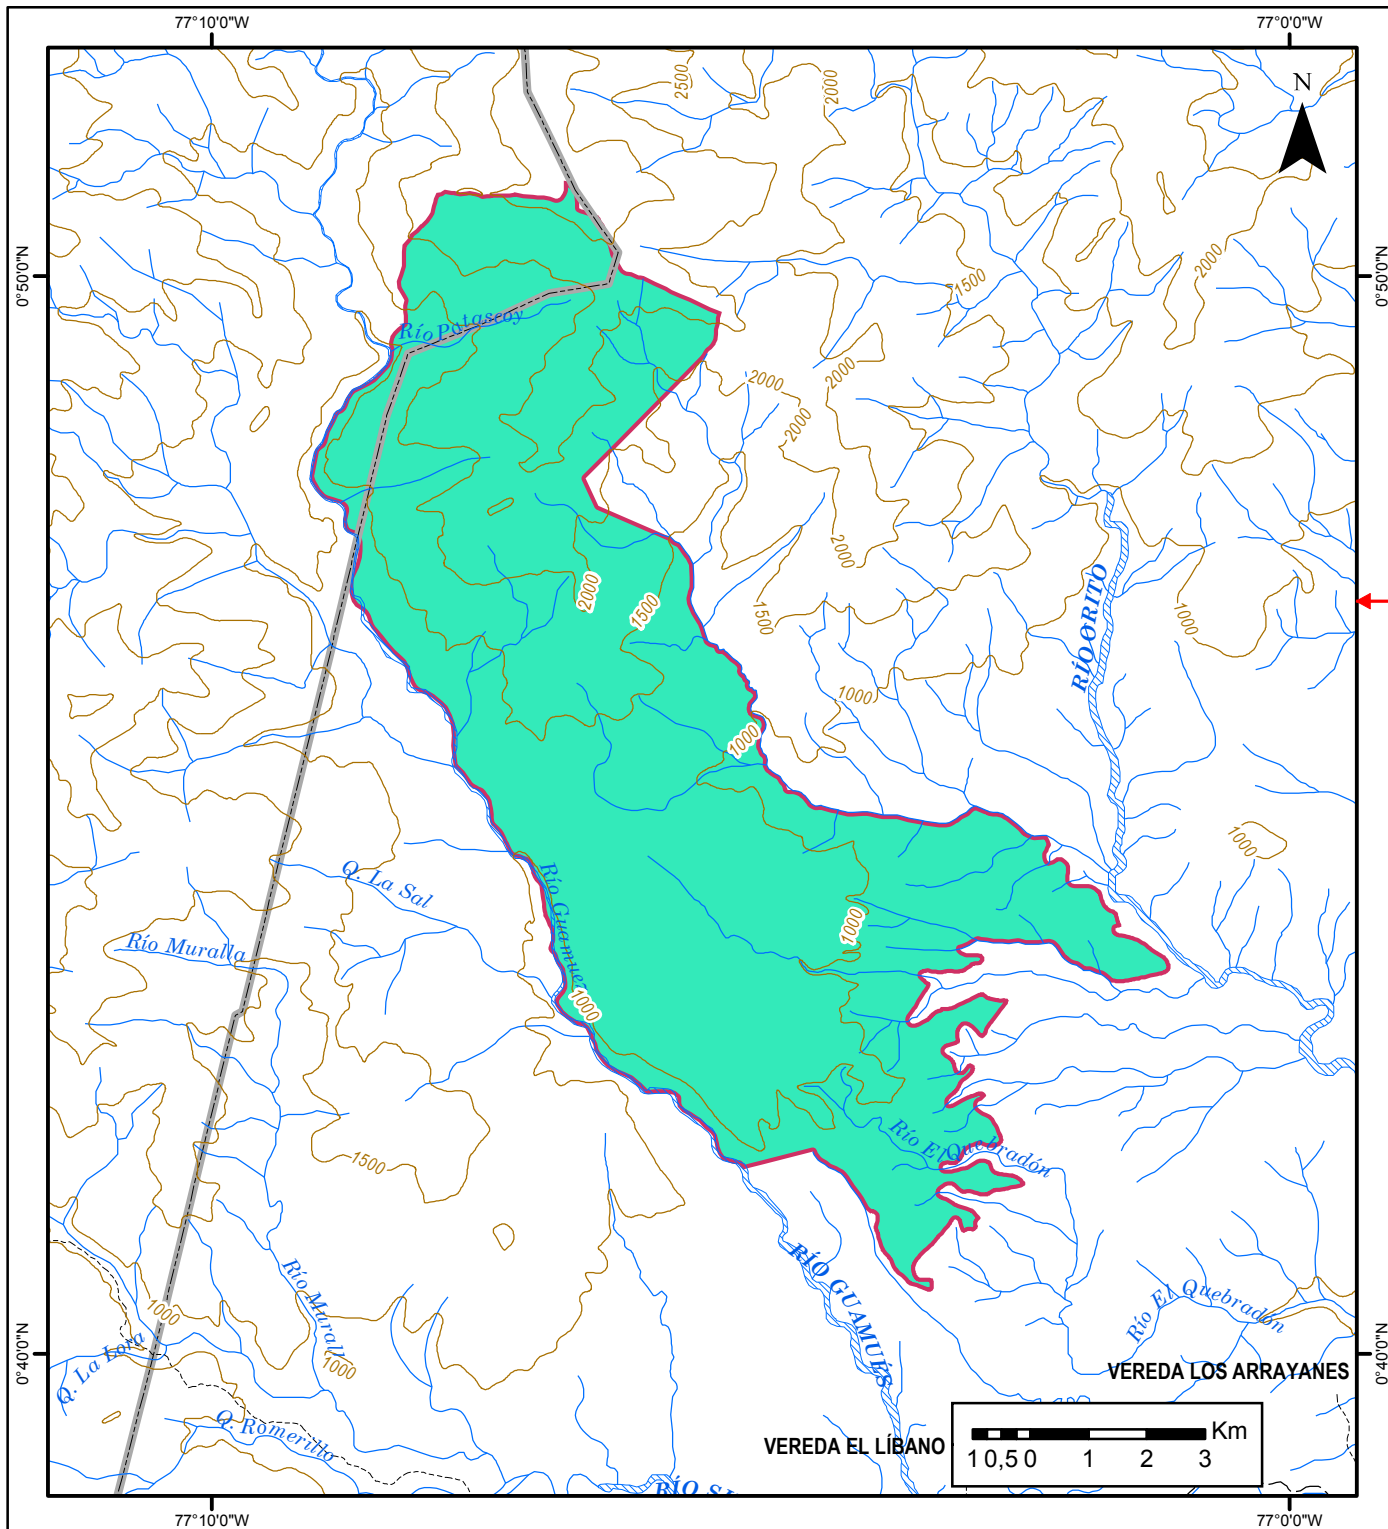 77°10'0"W
77°0'0"W
2500
2000
N
0°50'0"N
0°50'0"N
2000
1500
Río Patascoy
2000
2000
2000
2000
2000
1500
1500
1000
RÍO ORITO
1000
1000
1000
Q. La Sal
Río Guamuez
1000
Río Muralla
1000
1500
Río El Quebradón
RÍO GUAMUÉS
Río Muralla
Río El Quebradón
1000
Q. La Lora
1000
0°40'0"N
0°40'0"N
VEREDA LOS ARRAYANES
Q. Romerillo
VEREDA EL LÍBANO
Km
1 0,5 0 1 2 3
77°10'0"W
77°0'0"W